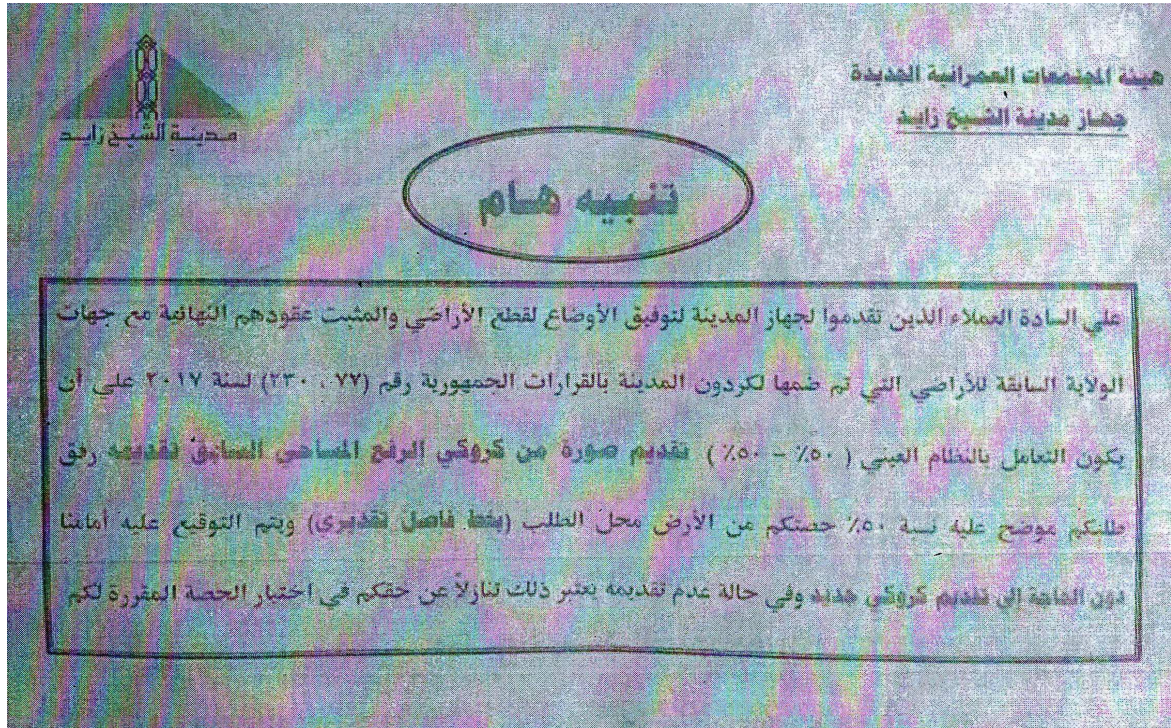 هيئة المجتمعات العمرانية الجديدة
جهاز مدينة الشيخ زايد
مدينة الشيخ زايد
تنبيه هام
علي السادة العملاء الذين تقدموا لجهاز المدينة لتوفيق الأوضاع لقطع الأراضي والمثبت عقودهم النهائية مع جهات
الولاية السابقة للأراضي التي تم ضمها لكردون المدينة بالقرارات الجمهورية رقم (٧٢ ، ٢٣٠) لسنة ٢٠١٧ علي أن
يكون التعامل بالنظام العيني ( ٥٠٪ – ٥٠٪ ) تقديم صورة من كروكي الرفع المساحي السابق تقديمه رفق
طلبكم موضح عليه نسبة ٥٠٪ حصتكم من الأرض محل الطلب (بخط فاصل تقديري) ويتم التوقيع عليه أمامنا
دون الحاجة إلى تقديم كروكي جديد وفي حالة عدم تقديمه يعتبر ذلك تنازلاً عن حقكم في اختيار الحصة المقررة لكم